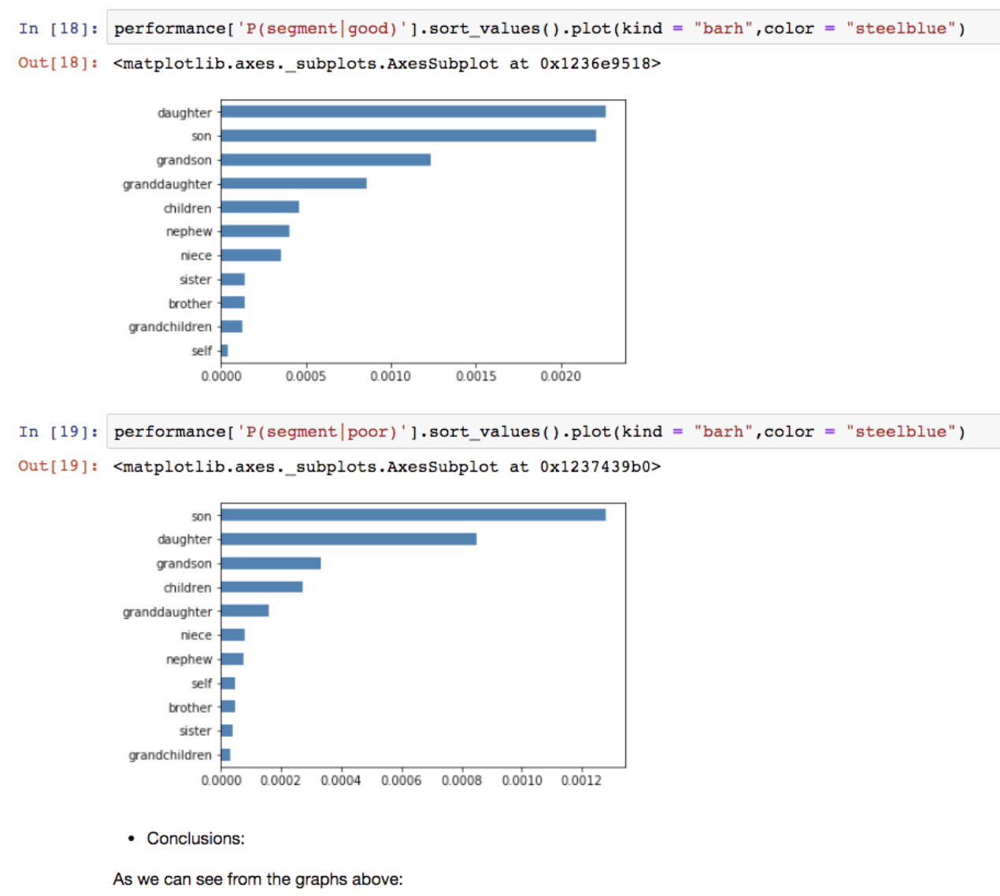 In [18]: performance['P(segment|good)'].sort_values().plot(kind = "barh",color = "steelblue")
Out[18]: <matplotlib.axes._subplots.AxesSubplot at 0x1236e9518>
daughter
son
grandson
granddaughter
children
nephew
niece
sister
brother
grandchildren
self
0.0000 0.0005 0.0010 0.0015 0.0020
In [19]: performance['P(segment|poor)'].sort_values().plot(kind = "barh",color = "steelblue")
Out[19]: <matplotlib.axes._subplots.AxesSubplot at 0x1237439b0>
son
daughter
grandson
children
granddaughter
niece
nephew
self
brother
sister
grandchildren
0.0000 0.0002 0.0004 0.0006 0.0008 0.0010 0.0012
• Conclusions:
As we can see from the graphs above: